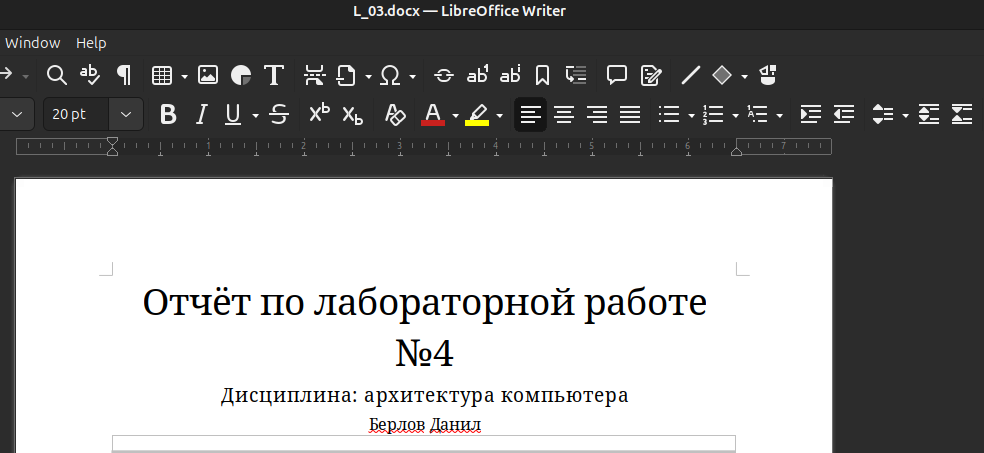 L_03.docx — LibreOffice Writer
Window Help
20 pt
1 2 3 4 5 6 7
Отчёт по лабораторной работе
№4
Дисциплина: архитектура компьютера
Берлов Данил